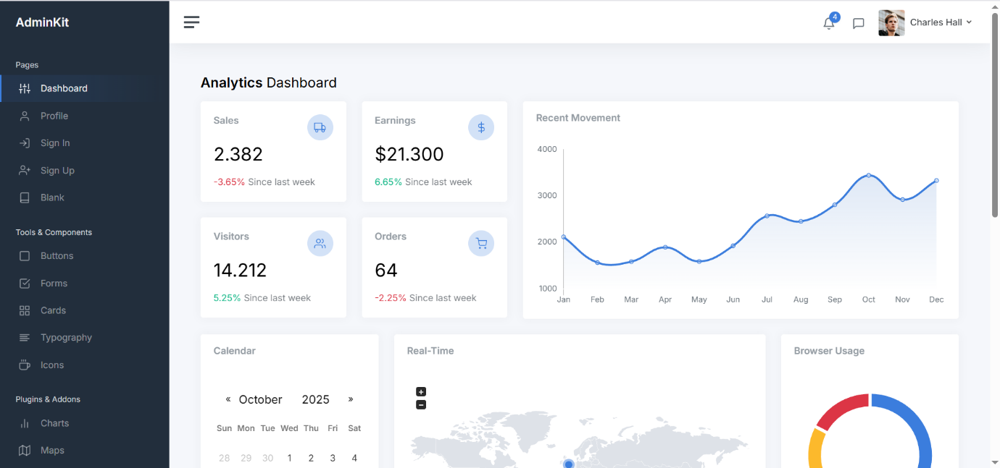 AdminKit
Pages
Dashboard
Profile
Sign In
Sign Up
Blank
Tools & Components
Buttons
Forms
Cards
Typography
Icons
Plugins & Addons
Charts
Maps
4
Charles Hall
Analytics Dashboard
Sales
2.382
-3.65% Since last week
Earnings
$21.300
6.65% Since last week
Visitors
14.212
5.25% Since last week
Orders
64
-2.25% Since last week
Recent Movement
4000
3000
2000
1000
Jan Feb Mar Apr May Jun Jul Aug Sep Oct Nov Dec
Calendar
« October 2025 »
Sun Mon Tue Wed Thu Fri Sat
28 29 30 1 2 3 4
Real-Time
+
−
Browser Usage